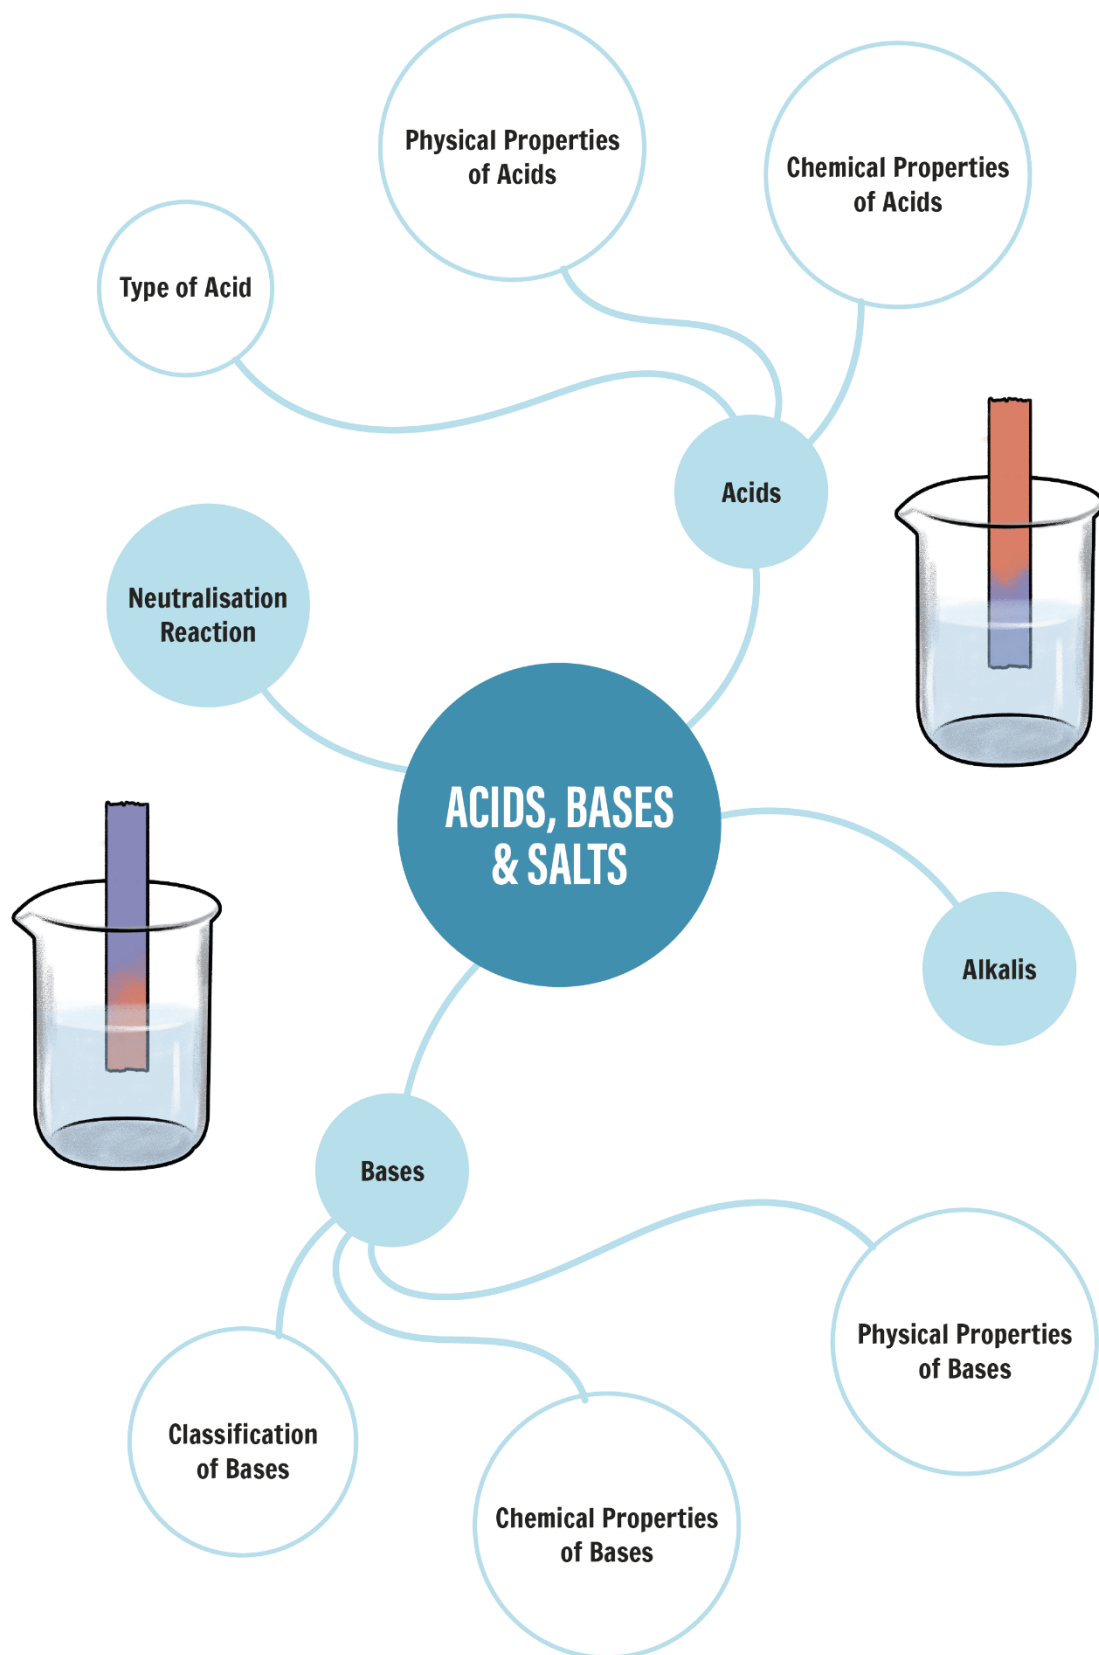 Physical Properties
of Acids
Chemical Properties
of Acids
Type of Acid
Acids
Neutralisation
Reaction
ACIDS, BASES
& SALTS
Alkalis
Bases
Physical Properties
of Bases
Classification
of Bases
Chemical Properties
of Bases